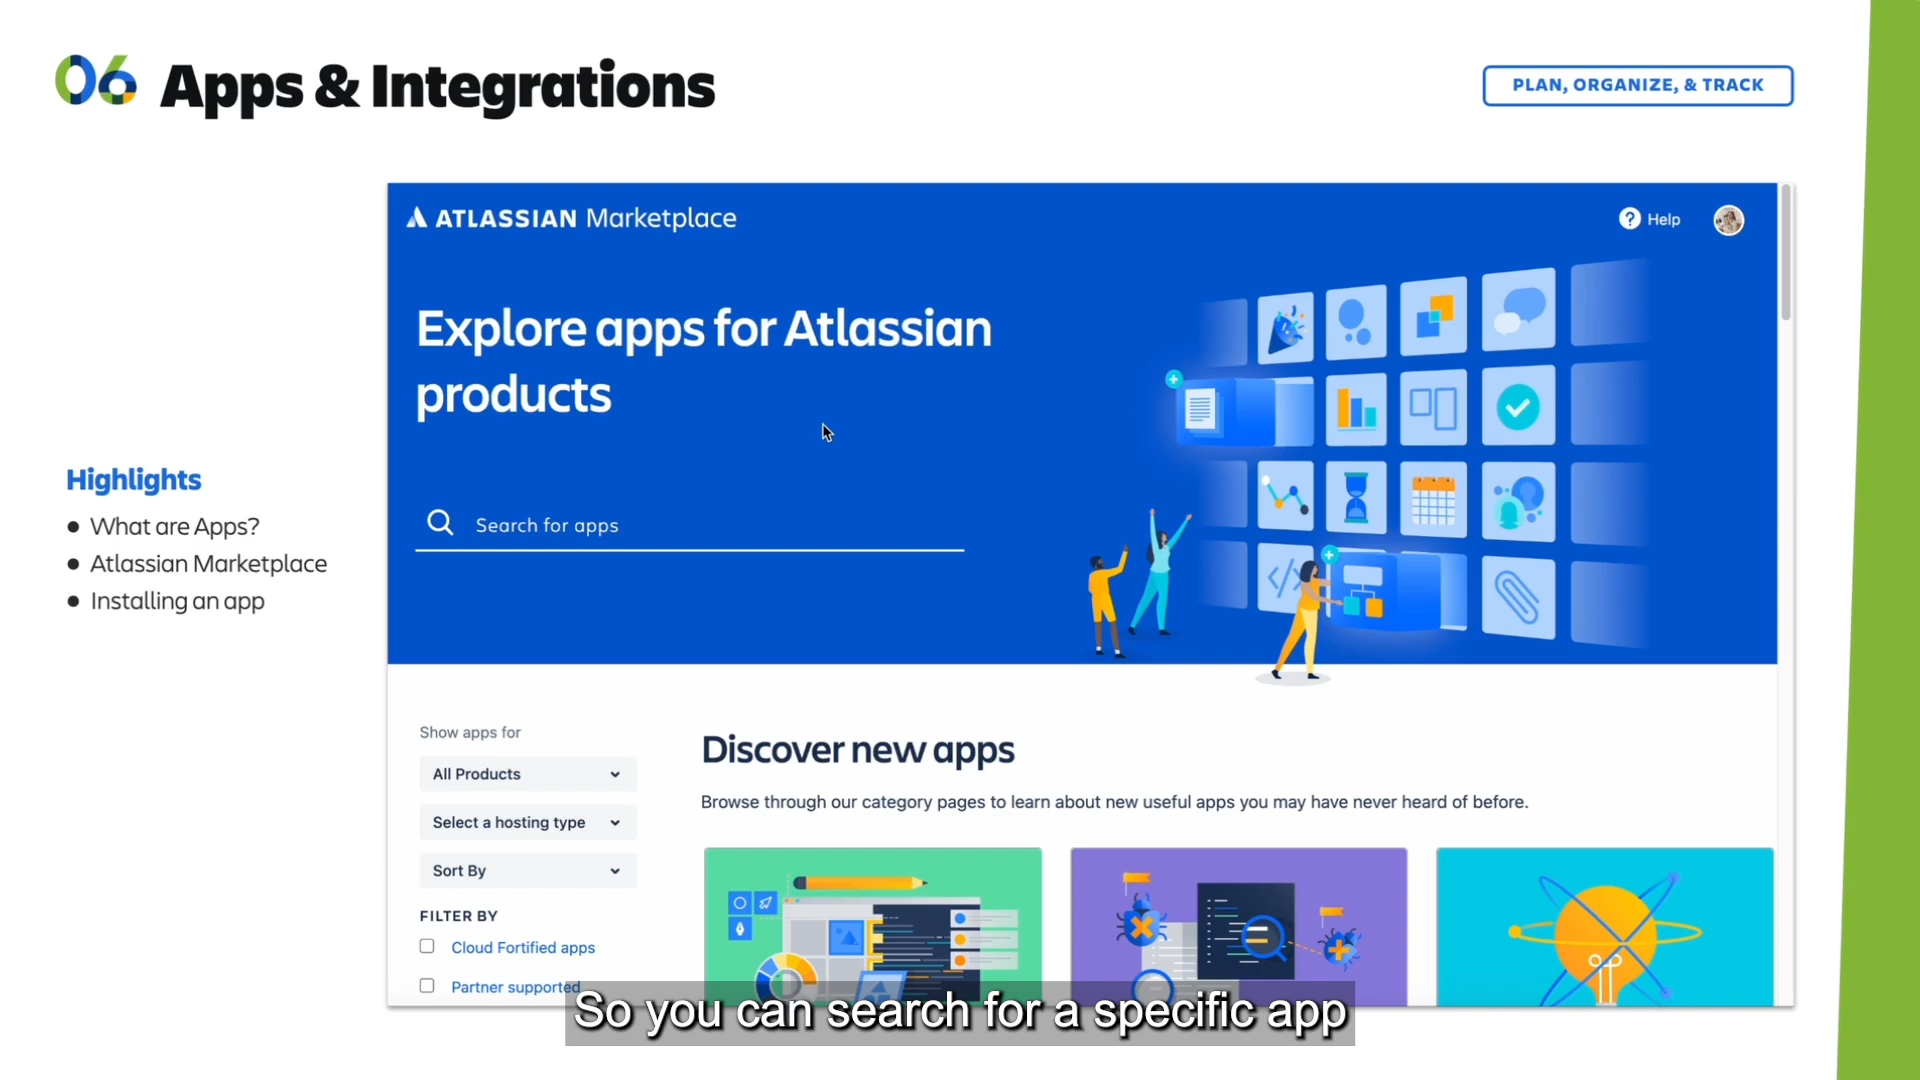 06 Apps & Integrations
PLAN, ORGANIZE, & TRACK
ATLASSIAN Marketplace
? Help
Explore apps for Atlassian
products
Search for apps
Highlights
• What are Apps?
• Atlassian Marketplace
• Installing an app
Show apps for
All Products
Select a hosting type
Sort By
FILTER BY
Cloud Fortified apps
Partner supported
Discover new apps
Browse through our category pages to learn about new useful apps you may have never heard of before.
So you can search for a specific app